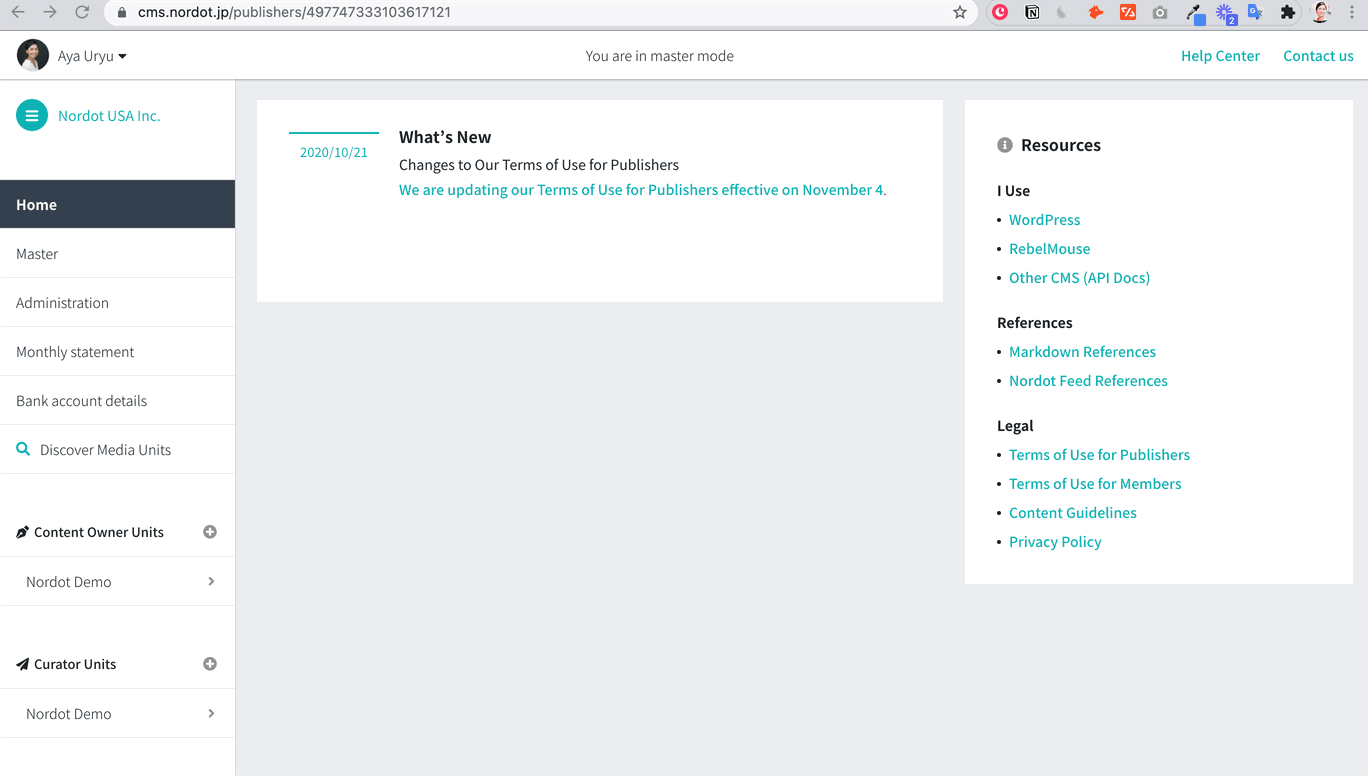 cms.nordot.jp/publishers/497747333103617121
2
Aya Uryu
You are in master mode
Help Center
Contact us
Nordot USA Inc.
Home
Master
Administration
Monthly statement
Bank account details
Discover Media Units
Content Owner Units
Nordot Demo
Curator Units
Nordot Demo
2020/10/21
What's New
Changes to Our Terms of Use for Publishers
We are updating our Terms of Use for Publishers effective on November 4.
Resources
I Use
• WordPress
• RebelMouse
• Other CMS (API Docs)
References
• Markdown References
• Nordot Feed References
Legal
• Terms of Use for Publishers
• Terms of Use for Members
• Content Guidelines
• Privacy Policy